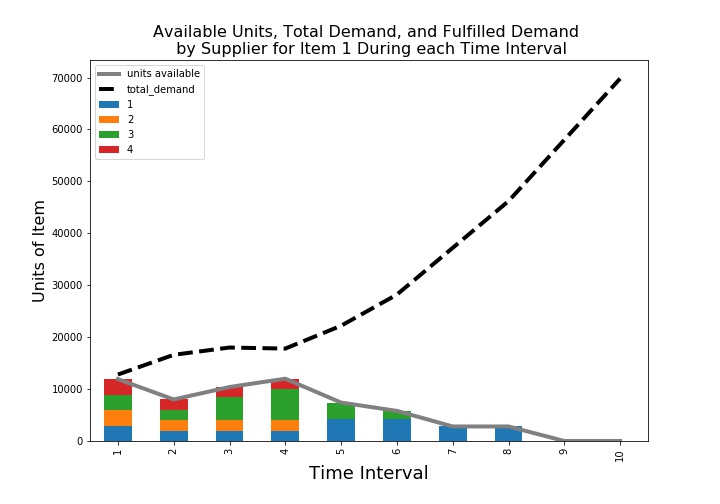 Available Units, Total Demand, and Fulfilled Demand
by Supplier for Item 1 During each Time Interval
units available
total_demand
1
2
3
4
70000
60000
50000
40000
30000
20000
10000
0
Units of Item
1 2 3 4 5 6 7 8 9 10
Time Interval